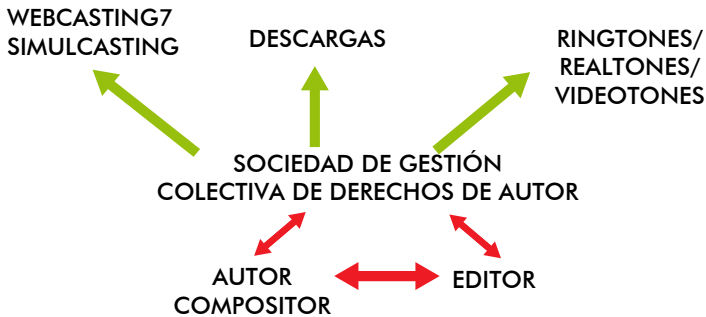 WEBCASTING7
SIMULCASTING
DESCARGAS
RINGTONES/
REALTONES/
VIDEOTONES
SOCIEDAD DE GESTIÓN
COLECTIVA DE DERECHOS DE AUTOR
AUTOR
COMPOSITOR
EDITOR